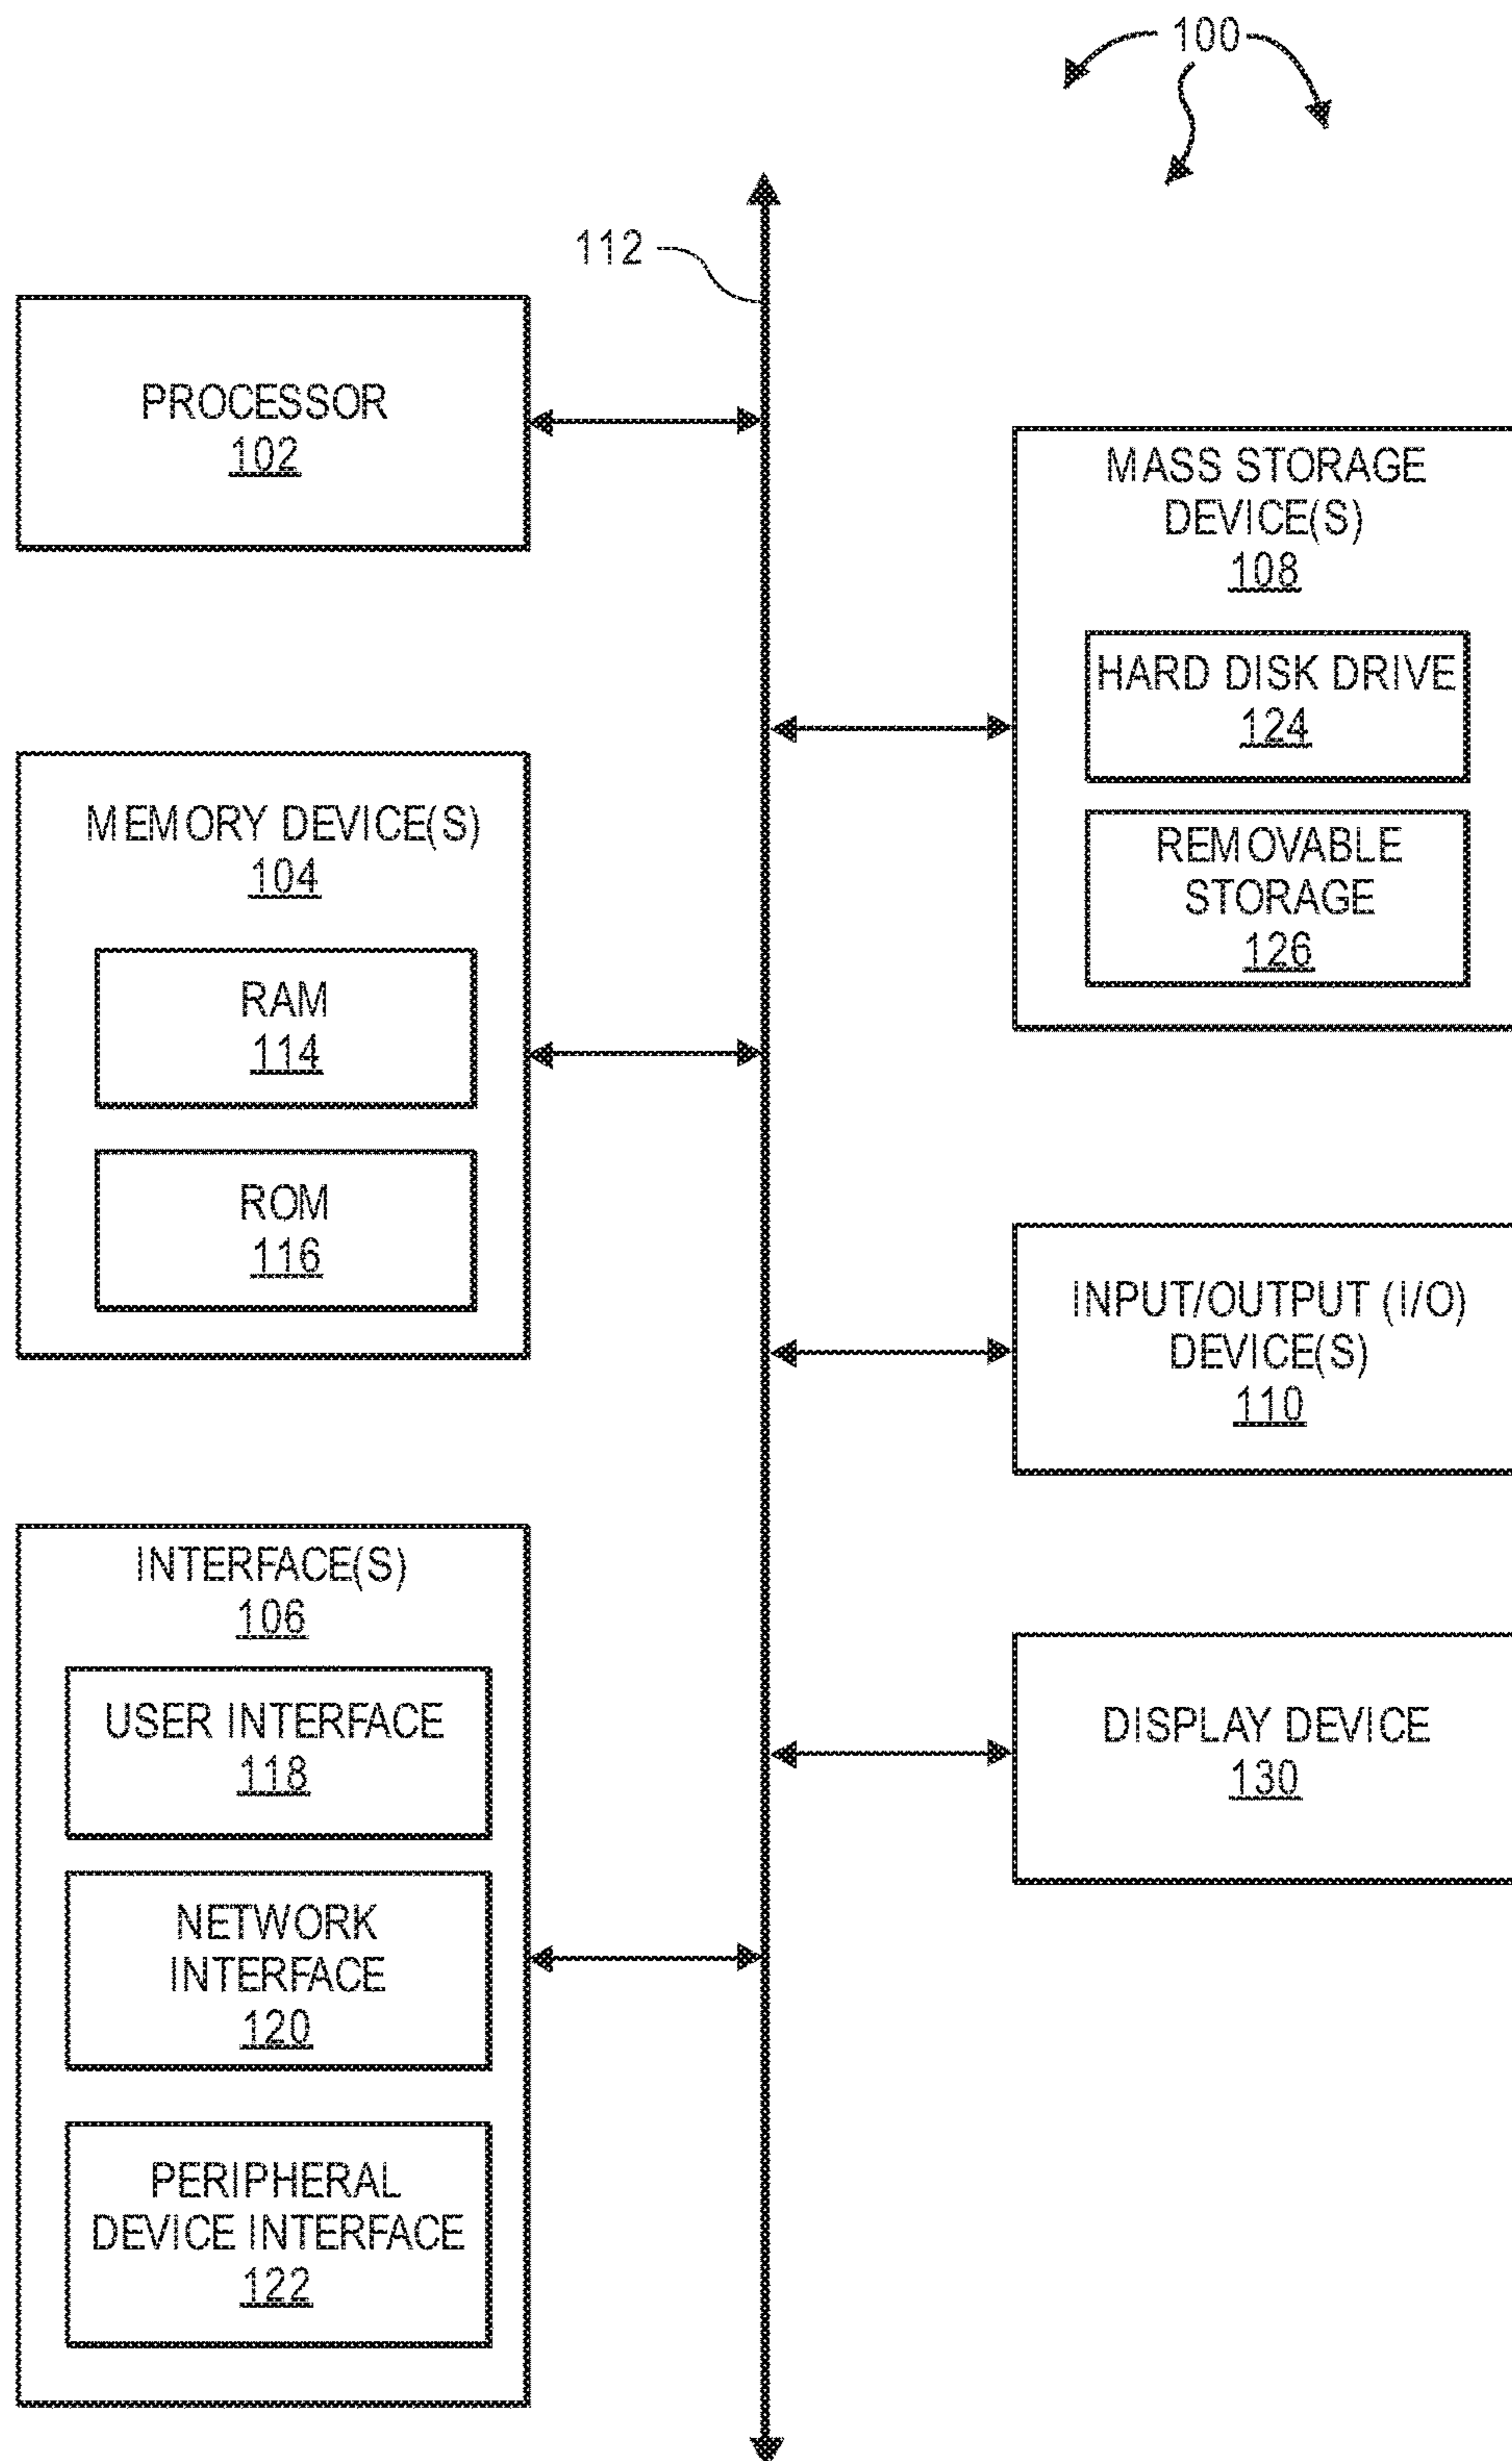 100
112
PROCESSOR
102
MEMORY DEVICE(S)
104
RAM
114
ROM
116
INTERFACE(S)
106
USER INTERFACE
118
NETWORK
INTERFACE
120
PERIPHERAL
DEVICE INTERFACE
122
MASS STORAGE
DEVICE(S)
108
HARD DISK DRIVE
124
REMOVABLE
STORAGE
126
INPUT/OUTPUT (I/O)
DEVICE(S)
110
DISPLAY DEVICE
130